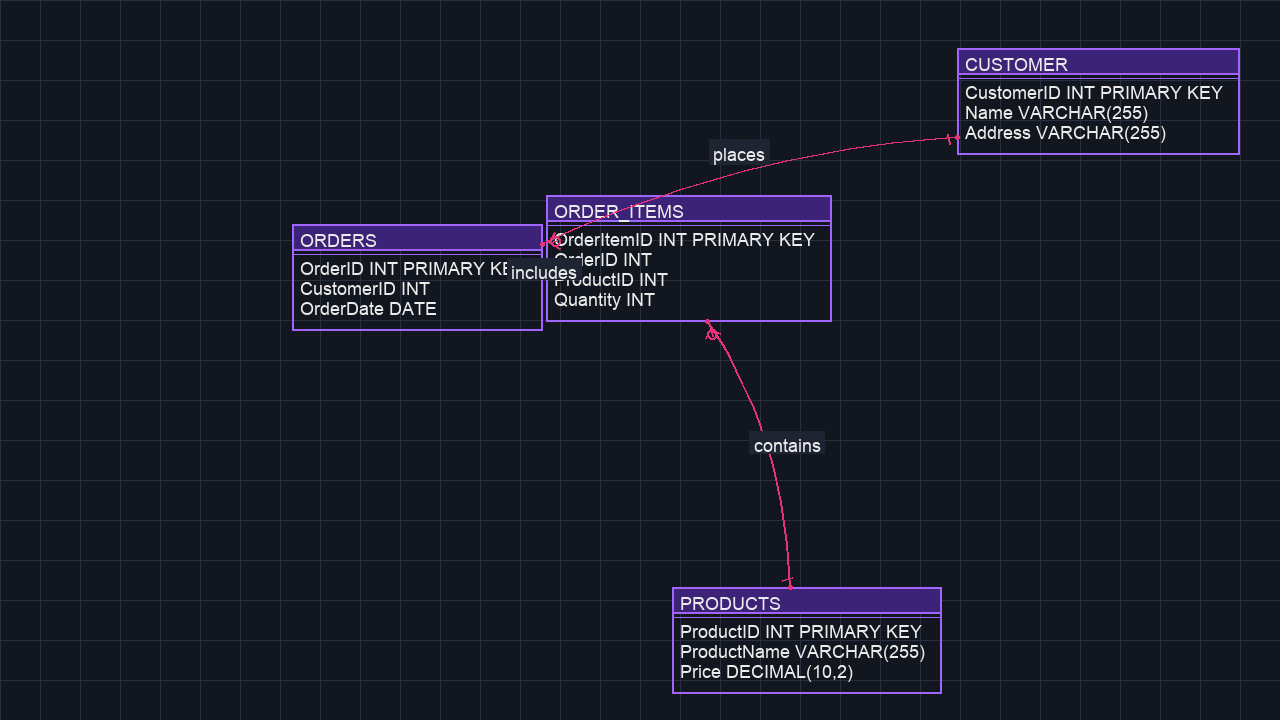 CUSTOMER
CustomerID INT PRIMARY KEY
Name VARCHAR(255)
Address VARCHAR(255)
places
ORDER_ITEMS
OrderItemID INT PRIMARY KEY
OrderID INT
ProductID INT
Quantity INT
ORDERS
OrderID INT PRIMARY KE
CustomerID INT
OrderDate DATE
includes
contains
PRODUCTS
ProductID INT PRIMARY KEY
ProductName VARCHAR(255)
Price DECIMAL(10,2)